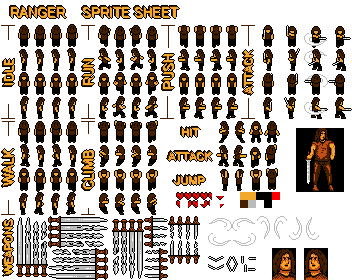 RANGER SPRITE SHEET
IDLE
RUN
PUSH
ATTACK
WALK
CLIMB
HIT
ATTACK
JUMP
WEAPONS